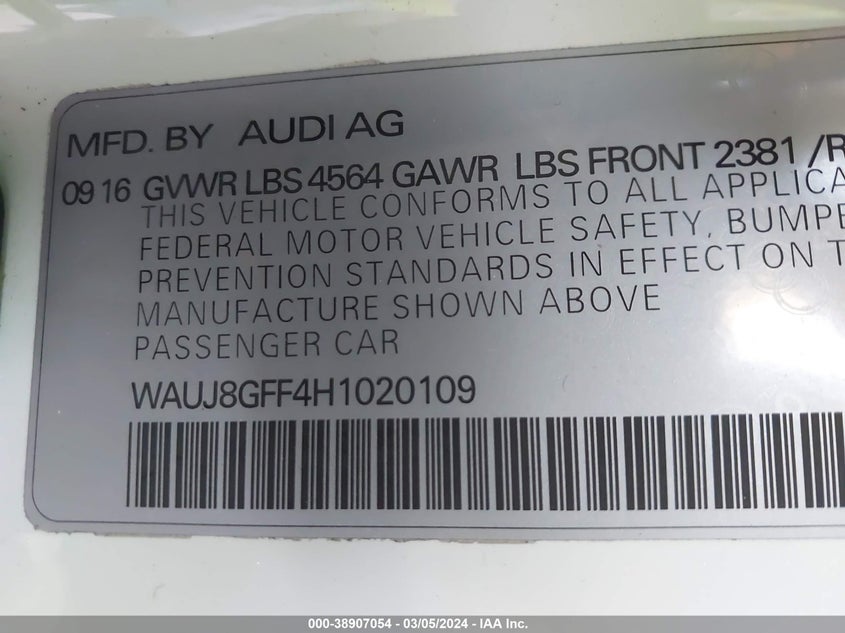 MFD. BY AUDI AG
09 16 GVWR LBS 4564 GAWR LBS FRONT 2381 /R
THIS VEHICLE CONFORMS TO ALL APPLICA
FEDERAL MOTOR VEHICLE SAFETY, BUMPE
PREVENTION STANDARDS IN EFFECT ON T
MANUFACTURE SHOWN ABOVE
PASSENGER CAR
WAUJ8GFF4H1020109
000-38907054 - 03/05/2024 - IAA Inc.